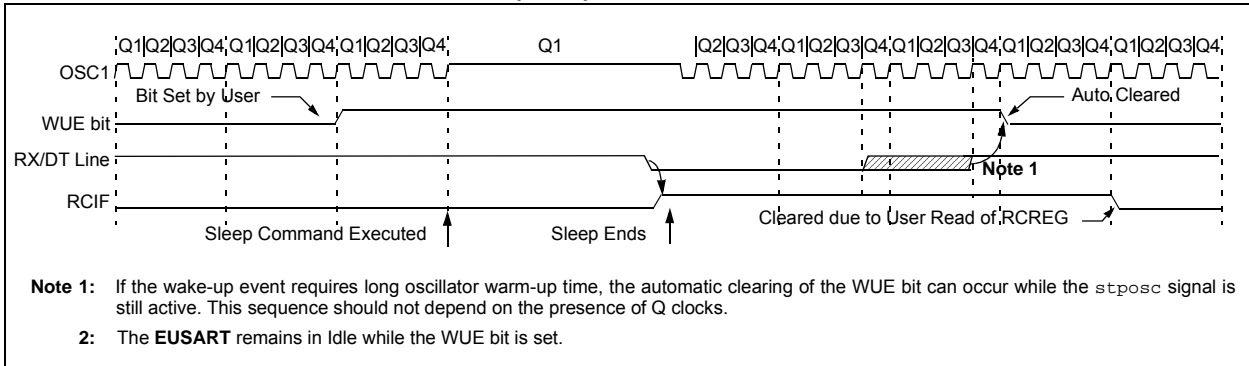 Q1 Q2 Q3 Q4 Q1 Q2 Q3 Q4 Q1 Q2 Q3 Q4 Q1 Q2 Q3 Q4 Q1 Q2 Q3 Q4 Q1 Q2 Q3 Q4 Q1 Q2 Q3 Q4 Q1 Q2 Q3 Q4
OSC1
Bit Set by User
Auto Cleared
WUE bit
RX/DT Line
Note 1
RCIF
Cleared due to User Read of RCREG
Sleep Command Executed
Sleep Ends
Note 1: If the wake-up event requires long oscillator warm-up time, the automatic clearing of the WUE bit can occur while the stposc signal is
still active. This sequence should not depend on the presence of Q clocks.
2: The EUSART remains in Idle while the WUE bit is set.